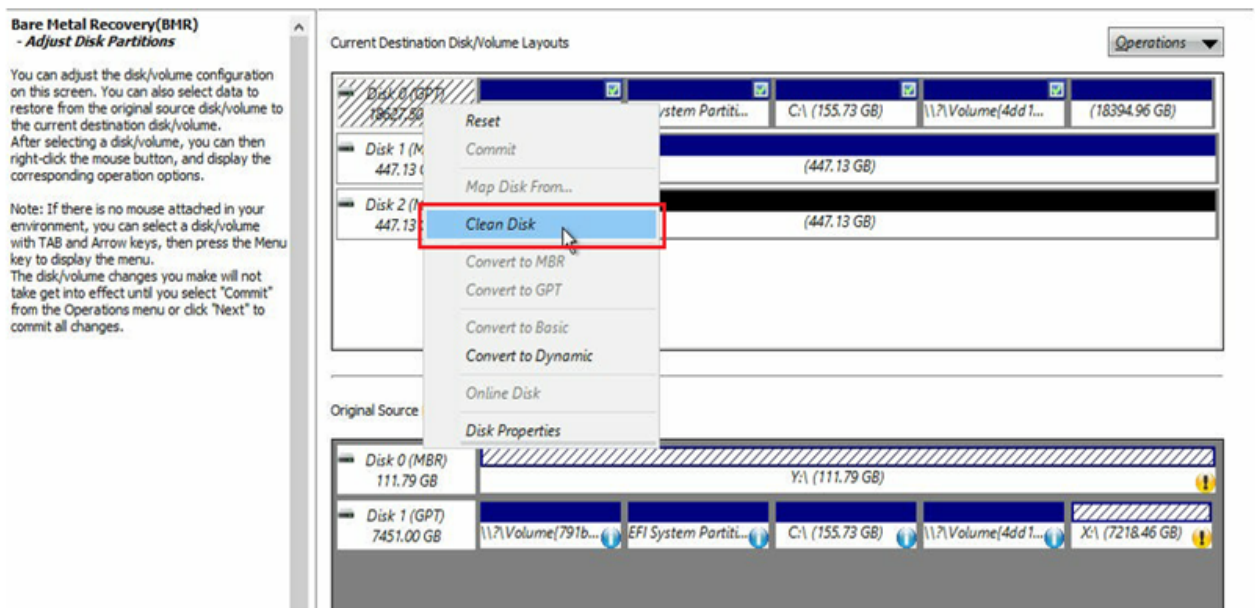 Bare Metal Recovery(BMR)
- Adjust Disk Partitions
You can adjust the disk/volume configuration
on this screen. You can also select data to
restore from the original source disk/volume to
the current destination disk/volume.
After selecting a disk/volume, you can then
right-click the mouse button, and display the
corresponding operation options.
Note: If there is no mouse attached in your
environment, you can select a disk/volume
with TAB and Arrow keys, then press the Menu
key to display the menu.
The disk/volume changes you make will not
take get into effect until you select "Commit"
from the Operations menu or click "Next" to
commit all changes.
Current Destination Disk/Volume Layouts
Operations
Disk 0 (GPT)
ystem Partiti... C:\ (155.73 GB) \\?\Volume{4dd1... (18394.96 GB)
Disk 1 (M
447.13
(447.13 GB)
Disk 2 (M
447.13
(447.13 GB)
Reset
Commit
Map Disk From...
Clean Disk
Convert to MBR
Convert to GPT
Convert to Basic
Convert to Dynamic
Online Disk
Disk Properties
Original Source
Disk 0 (MBR)
111.79 GB
Y:\ (111.79 GB)
Disk 1 (GPT)
7451.00 GB
\\?\Volume{791b... EFI System Partiti... C:\ (155.73 GB) \\?\Volume{4dd1... X:\ (7218.46 GB)